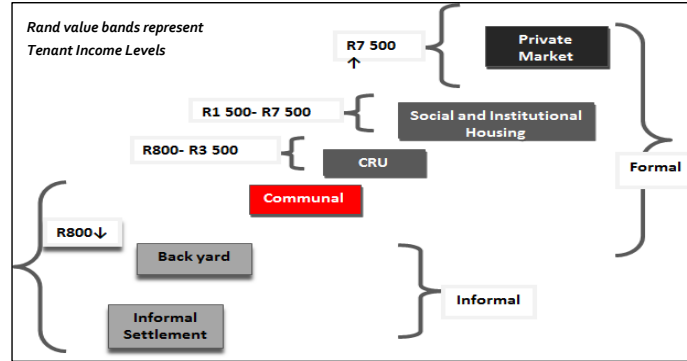 Rand value bands represent
Tenant Income Levels
R7 500
↑
Private
Market
R1 500- R7 500
Social and Institutional
Housing
R800- R3 500
CRU
Formal
Communal
R800↓
Back yard
Informal
Informal
Settlement